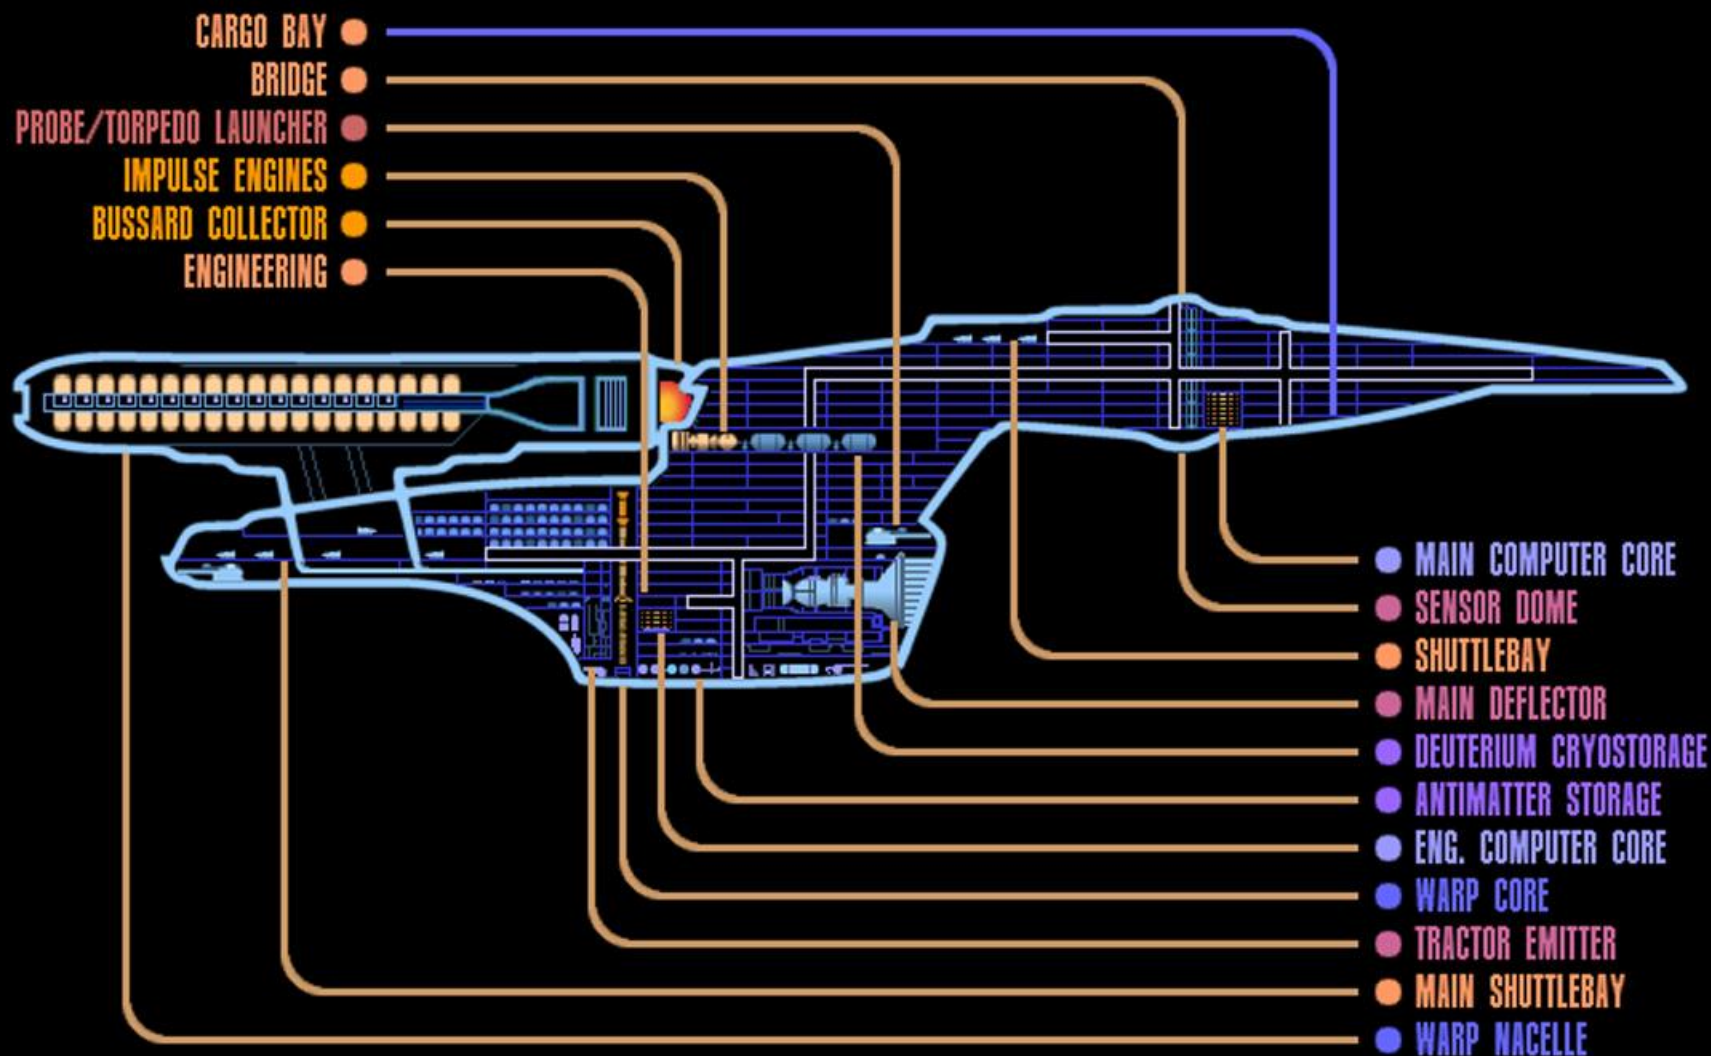 CARGO BAY
BRIDGE
PROBE/TORPEDO LAUNCHER
IMPULSE ENGINES
BUSSARD COLLECTOR
ENGINEERING
MAIN COMPUTER CORE
SENSOR DOME
SHUTTLEBAY
MAIN DEFLECTOR
DEUTERIUM CRYOSTORAGE
ANTIMATTER STORAGE
ENG. COMPUTER CORE
WARP CORE
TRACTOR EMITTER
MAIN SHUTTLEBAY
WARP NACELLE